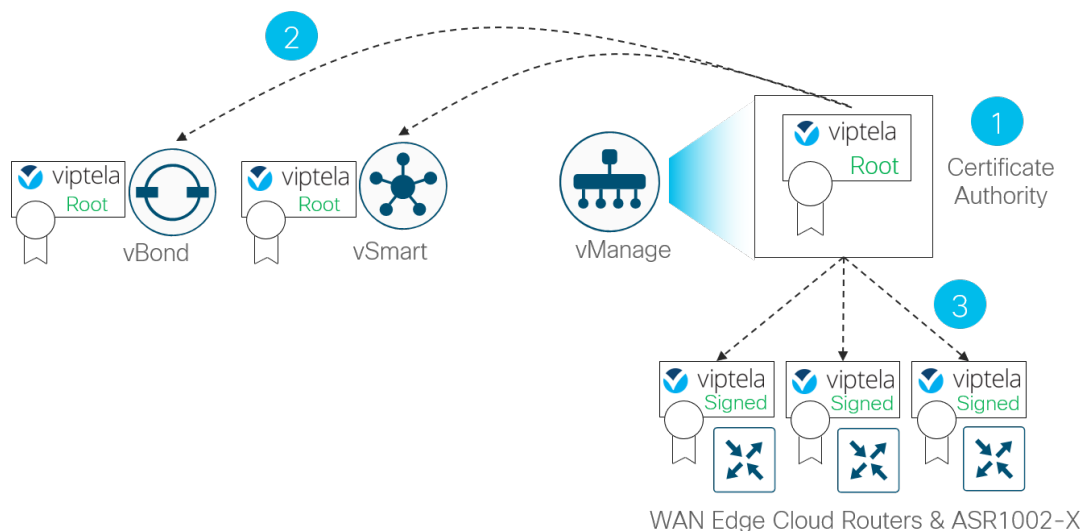 2
1
viptela
Root
Certificate
Authority
viptela
Root
vBond
viptela
Root
vSmart
vManage
3
viptela
Signed
viptela
Signed
viptela
Signed
WAN Edge Cloud Routers & ASR1002-X